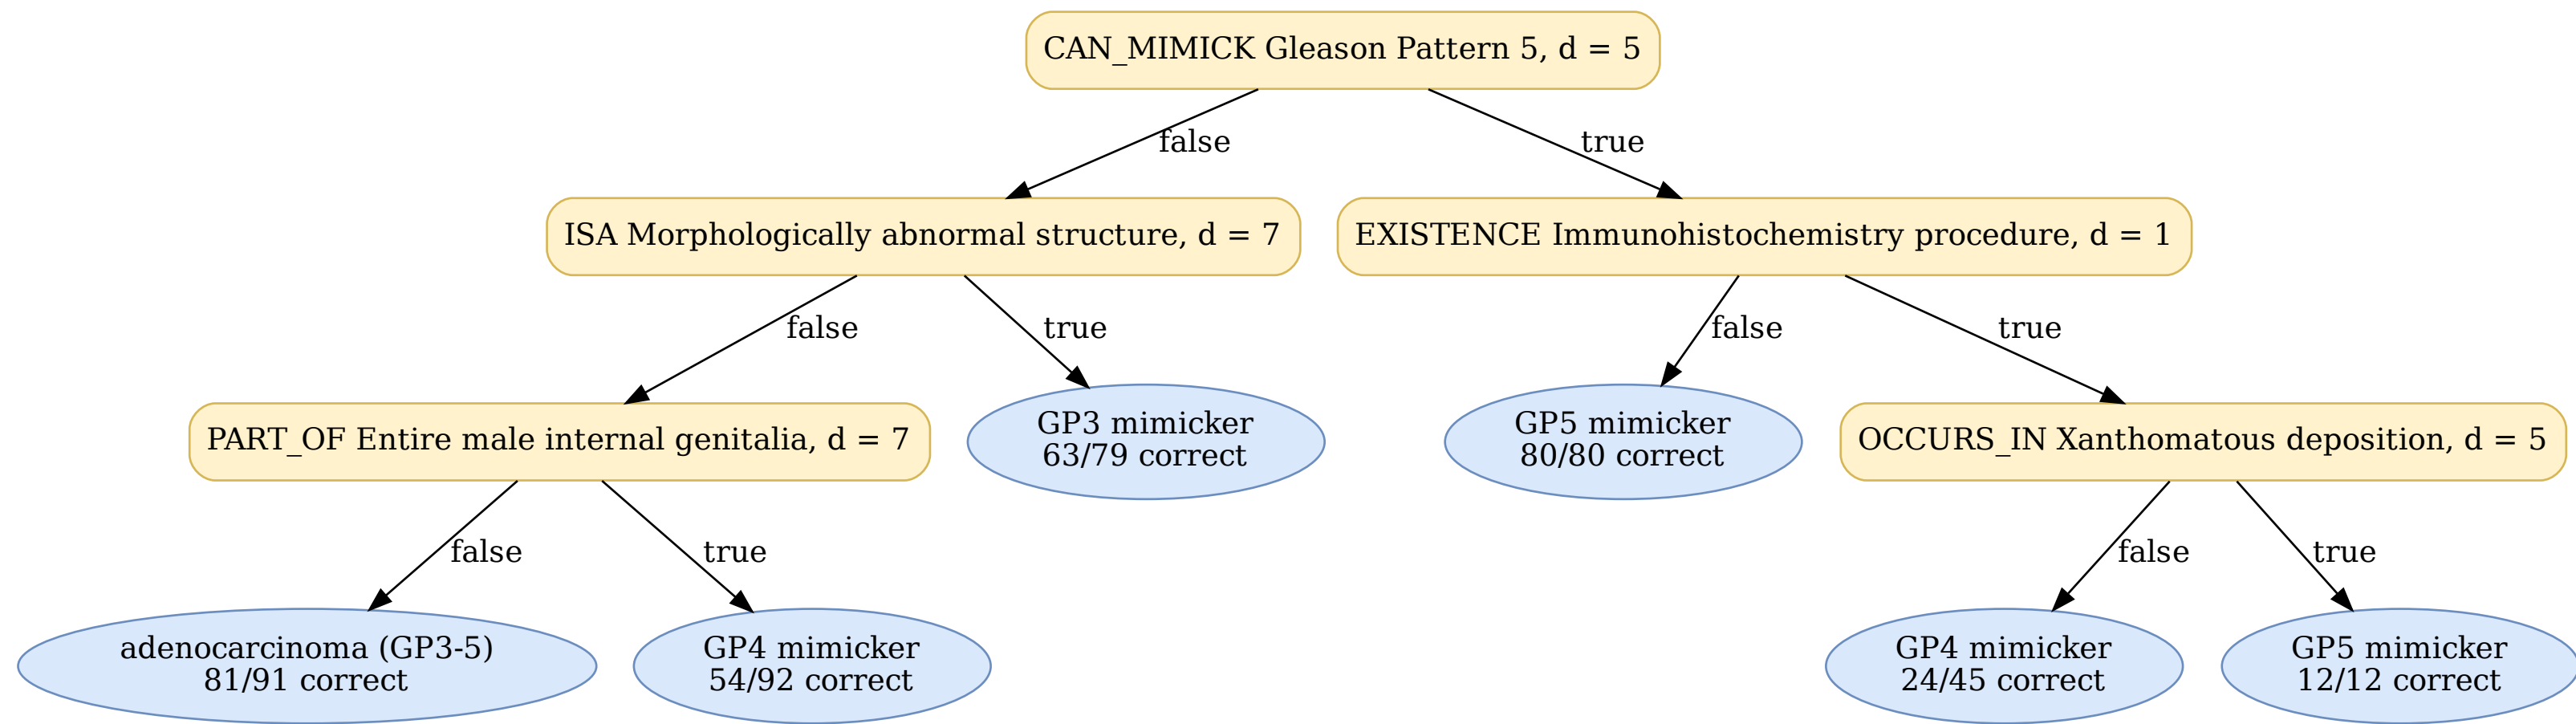 CAN_MIMICK Gleason Pattern 5, d = 5
false
true
ISA Morphologically abnormal structure, d = 7
EXISTENCE Immunohistochemistry procedure, d = 1
false
true
false
true
PART_OF Entire male internal genitalia, d = 7
GP3 mimicker
63/79 correct
GP5 mimicker
80/80 correct
OCCURS_IN Xanthomatous deposition, d = 5
false
true
false
true
adenocarcinoma (GP3-5)
81/91 correct
GP4 mimicker
54/92 correct
GP4 mimicker
24/45 correct
GP5 mimicker
12/12 correct